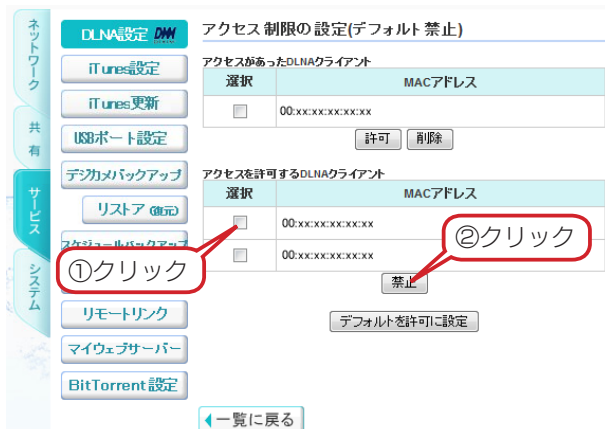 ネットワーク
共有
サービス
システム
DLNA設定
iTunes設定
iTunes更新
USBポート設定
デジカメバックアップ
リストア(復元)
スケジュールバックアップ
リモートリンク
マイウェブサーバー
BitTorrent設定
アクセス制限の設定(デフルト禁止)
アクセスがあったDLNAクライアント
選択 MACアドレス
00:xx:xx:xx:xx:xx
許可 削除
アクセスを許可するDLNAクライアント
選択 MACアドレス
00:xx:xx:xx:xx:xx
00:xx:xx:xx:xx:xx
①クリック
②クリック
禁止
デフォルトを許可に設定
一覧に戻る